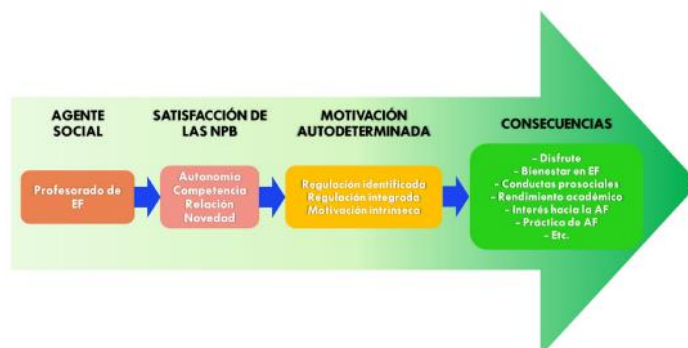 AGENTE
SOCIAL
SATISFACCIÓN DE
LAS NPB
MOTIVACIÓN
AUTODETERMINADA
CONSECUENCIAS
Profesorado de
EF
Autonomía
Competencia
Relación
Novedad
Regulación identificada
Regulación integrada
Motivación intrínseca
- Disfrute
- Bienestar en EF
- Conductas prosociales
- Rendimiento académico
- Interés hacia la AF
- Práctica de AF
- Etc.